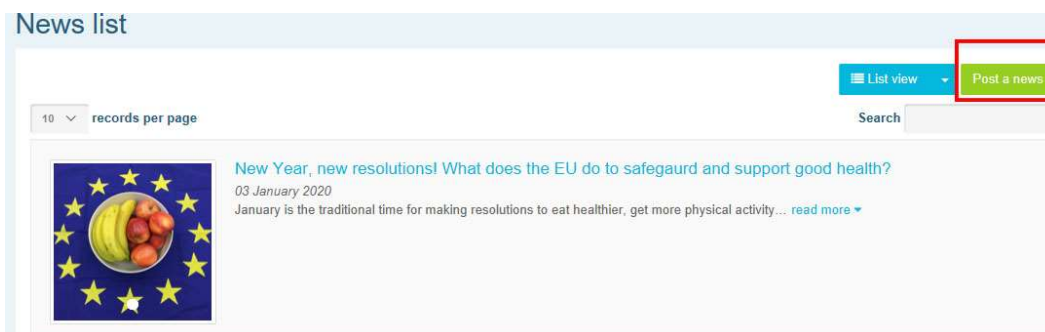 News list
List view
Post a news
10 records per page
Search
New Year, new resolutions! What does the EU do to safegaurd and support good health?
03 January 2020
January is the traditional time for making resolutions to eat healthier, get more physical activity... read more